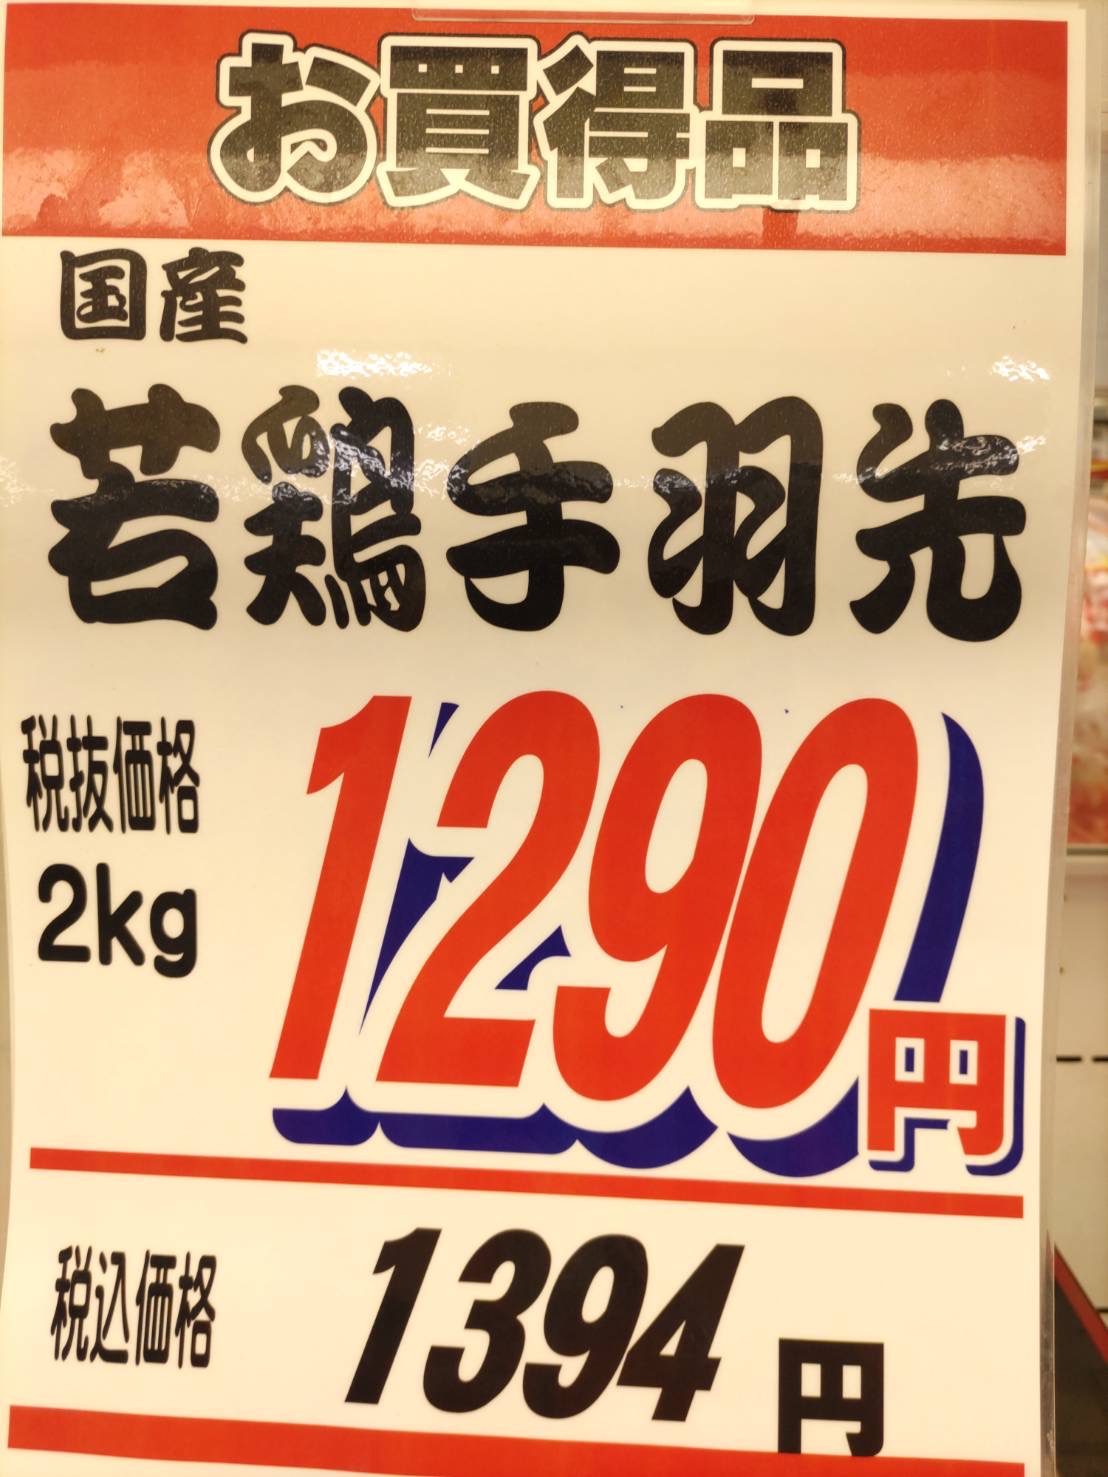 お買得品
国産
若鶏手羽先
税抜価格
2kg
1290円
税込価格
1394円